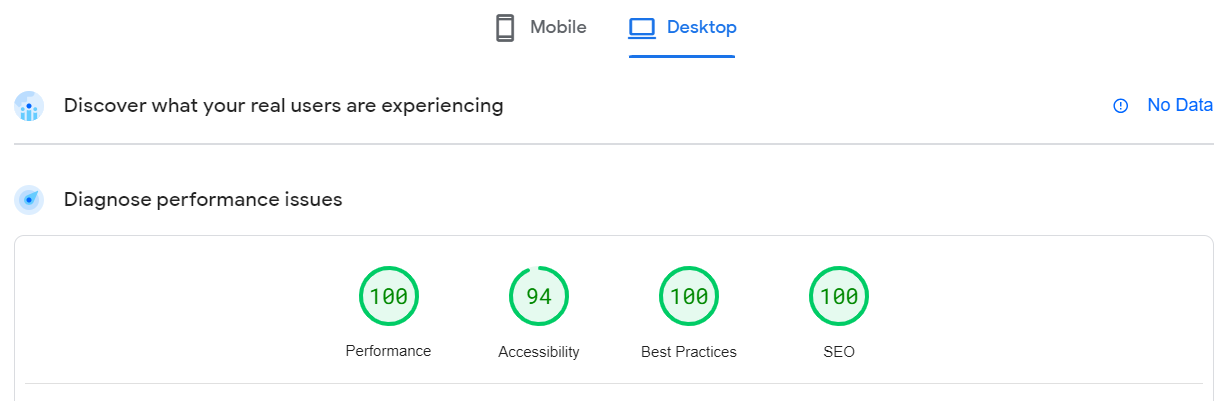 Mobile
Desktop
Discover what your real users are experiencing
No Data
Diagnose performance issues
100
94
100
100
Performance
Accessibility
Best Practices
SEO